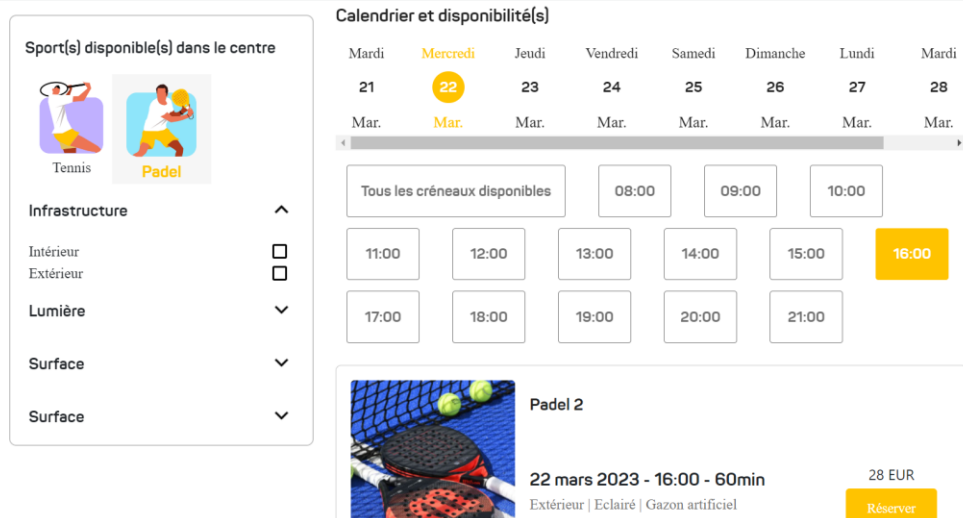 Sport(s) disponible(s) dans le centre
Tennis
Padel
Infrastructure
Intérieur
Extérieur
Lumière
Surface
Surface
Calendrier et disponibilité(s)
Mardi Mercredi Jeudi Vendredi Samedi Dimanche Lundi Mardi
21 22 23 24 25 26 27 28
Mar. Mar. Mar. Mar. Mar. Mar. Mar. Mar.
Tous les créneaux disponibles 08:00 09:00 10:00
11:00 12:00 13:00 14:00 15:00 16:00
17:00 18:00 19:00 20:00 21:00
Padel 2
22 mars 2023 - 16:00 - 60min
Extérieur | Eclairé | Gazon artificiel
28 EUR
Réserver